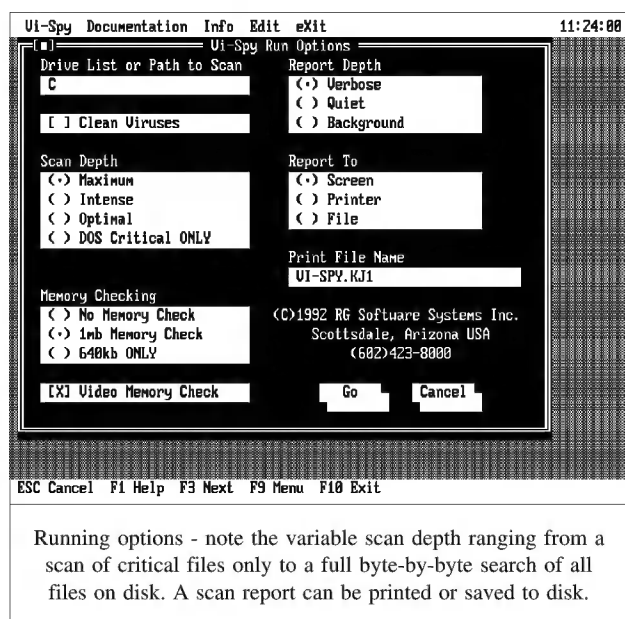 Vi-Spy Documentation Info Edit eXit 11:24:00
[■] Vi-Spy Run Options
Drive List or Path to Scan
C
[ ] Clean Viruses
Scan Depth
(•) Maximum
( ) Intense
( ) Optimal
( ) DOS Critical ONLY
Memory Checking
( ) No Memory Check
(•) 1mb Memory Check
( ) 640kb ONLY
[X] Video Memory Check
Report Depth
(•) Verbose
( ) Quiet
( ) Background
Report To
(•) Screen
( ) Printer
( ) File
Print File Name
VI-SPY.KJ1
(C)1992 RG Software Systems Inc.
Scottsdale, Arizona USA
(602)423-8000
Go Cancel
ESC Cancel F1 Help F3 Next F9 Menu F10 Exit
Running options - note the variable scan depth ranging from a
scan of critical files only to a full byte-by-byte search of all
files on disk. A scan report can be printed or saved to disk.